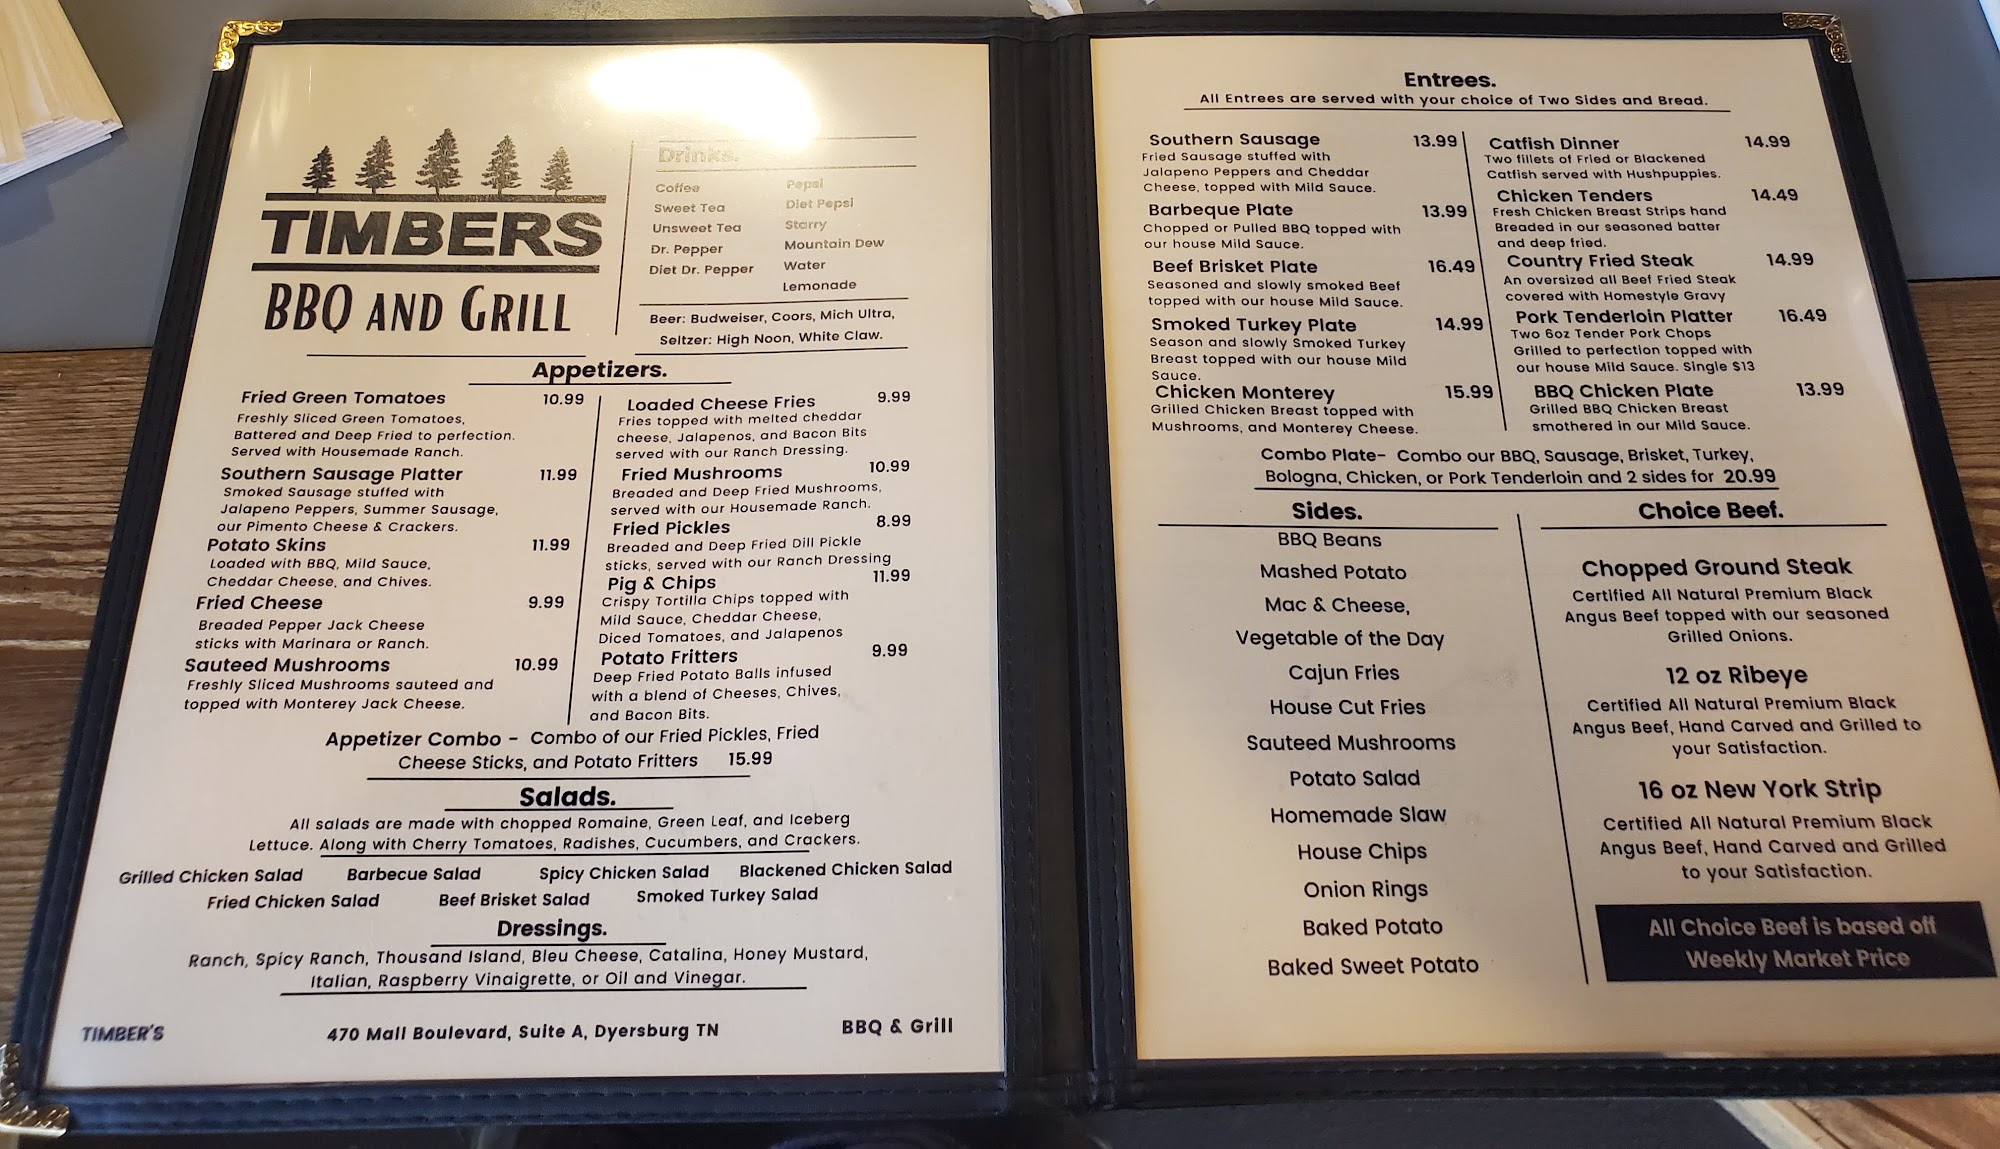 TIMBERS
BBQ AND GRILL
Drinks.
Coffee
Sweet Tea
Unsweet Tea
Dr. Pepper
Diet Dr. Pepper
Pepsi
Diet Pepsi
Starry
Mountain Dew
Water
Lemonade
Beer: Budweiser, Coors, Mich Ultra,
Seltzer: High Noon, White Claw.
Appetizers.
Fried Green Tomatoes 10.99
Freshly Sliced Green Tomatoes,
Battered and Deep Fried to perfection.
Served with Housemade Ranch.
Southern Sausage Platter 11.99
Smoked Sausage stuffed with
Jalapeno Peppers, Summer Sausage,
our Pimento Cheese & Crackers.
Potato Skins 11.99
Loaded with BBQ, Mild Sauce,
Cheddar Cheese, and Chives.
Fried Cheese 9.99
Breaded Pepper Jack Cheese
sticks with Marinara or Ranch.
Sauteed Mushrooms 10.99
Freshly Sliced Mushrooms sauteed and
topped with Monterey Jack Cheese.
Loaded Cheese Fries 9.99
Fries topped with melted cheddar
cheese, Jalapenos, and Bacon Bits
served with our Ranch Dressing.
Fried Mushrooms 10.99
Breaded and Deep Fried Mushrooms,
served with our Housemade Ranch.
Fried Pickles 8.99
Breaded and Deep Fried Dill Pickle
sticks, served with our Ranch Dressing
Pig & Chips 11.99
Crispy Tortilla Chips topped with
Mild Sauce, Cheddar Cheese,
Diced Tomatoes, and Jalapenos
Potato Fritters 9.99
Deep Fried Potato Balls infused
with a blend of Cheeses, Chives,
and Bacon Bits.
Appetizer Combo - Combo of our Fried Pickles, Fried
Cheese Sticks, and Potato Fritters 15.99
Salads.
All salads are made with chopped Romaine, Green Leaf, and Iceberg
Lettuce. Along with Cherry Tomatoes, Radishes, Cucumbers, and Crackers.
Grilled Chicken Salad Barbecue Salad Spicy Chicken Salad Blackened Chicken Salad
Fried Chicken Salad Beef Brisket Salad Smoked Turkey Salad
Dressings.
Ranch, Spicy Ranch, Thousand Island, Bleu Cheese, Catalina, Honey Mustard,
Italian, Raspberry Vinaigrette, or Oil and Vinegar.
TIMBER'S 470 Mall Boulevard, Suite A, Dyersburg TN BBQ & Grill
Entrees.
All Entrees are served with your choice of Two Sides and Bread.
Southern Sausage 13.99
Fried Sausage stuffed with
Jalapeno Peppers and Cheddar
Cheese, topped with Mild Sauce.
Barbeque Plate 13.99
Chopped or Pulled BBQ topped with
our house Mild Sauce.
Beef Brisket Plate 16.49
Seasoned and slowly smoked Beef
topped with our house Mild Sauce.
Smoked Turkey Plate 14.99
Season and slowly Smoked Turkey
Breast topped with our house Mild
Sauce.
Chicken Monterey 15.99
Grilled Chicken Breast topped with
Mushrooms, and Monterey Cheese.
Catfish Dinner 14.99
Two fillets of Fried or Blackened
Catfish served with Hushpuppies.
Chicken Tenders 14.49
Fresh Chicken Breast Strips hand
Breaded in our seasoned batter
and deep fried.
Country Fried Steak 14.99
An oversized all Beef Fried Steak
covered with Homestyle Gravy
Pork Tenderloin Platter 16.49
Two 6oz Tender Pork Chops
Grilled to perfection topped with
our house Mild Sauce. Single $13
BBQ Chicken Plate 13.99
Grilled BBQ Chicken Breast
smothered in our Mild Sauce.
Combo Plate- Combo our BBQ, Sausage, Brisket, Turkey,
Bologna, Chicken, or Pork Tenderloin and 2 sides for 20.99
Sides.
BBQ Beans
Mashed Potato
Mac & Cheese,
Vegetable of the Day
Cajun Fries
House Cut Fries
Sauteed Mushrooms
Potato Salad
Homemade Slaw
House Chips
Onion Rings
Baked Potato
Baked Sweet Potato
Choice Beef.
Chopped Ground Steak
Certified All Natural Premium Black
Angus Beef topped with our seasoned
Grilled Onions.
12 oz Ribeye
Certified All Natural Premium Black
Angus Beef, Hand Carved and Grilled to
your Satisfaction.
16 oz New York Strip
Certified All Natural Premium Black
Angus Beef, Hand Carved and Grilled
to your Satisfaction.
All Choice Beef is based off
Weekly Market Price